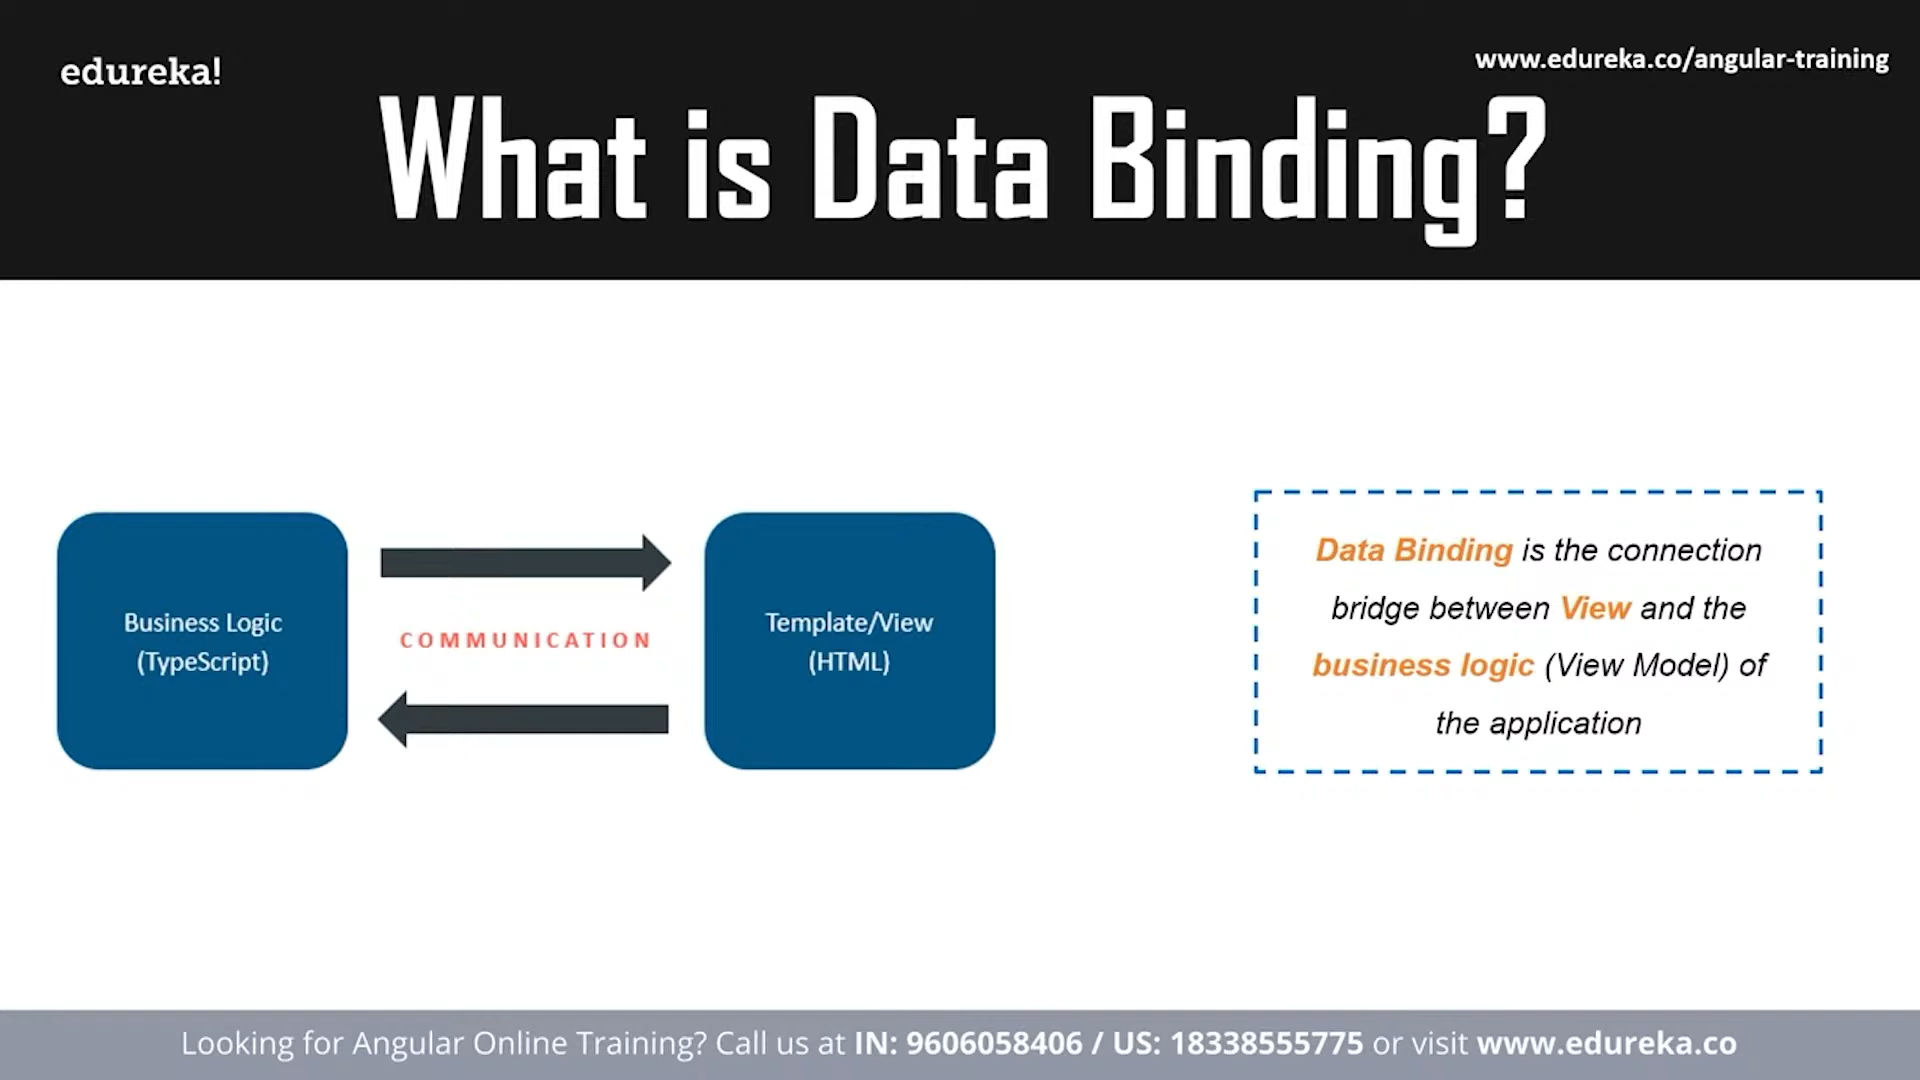 edureka!
www.edureka.co/angular-training
What is Data Binding?
Business Logic
(TypeScript)
COMMUNICATION
Template/View
(HTML)
Data Binding is the connection
bridge between View and the
business logic (View Model) of
the application
Looking for Angular Online Training? Call us at IN: 9606058406 / US: 18338555775 or visit www.edureka.co